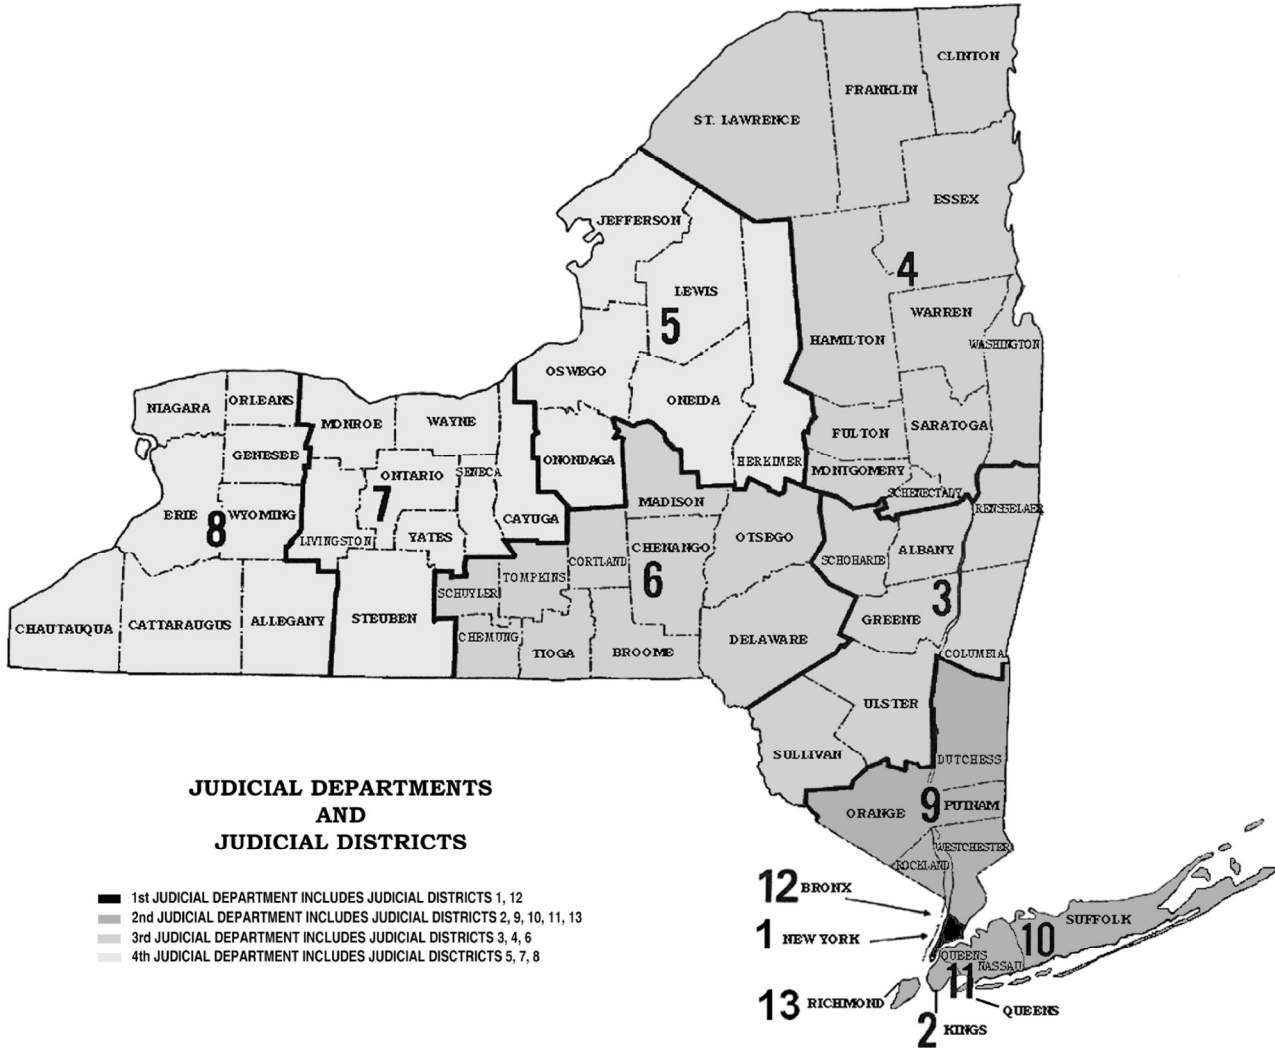 CLINTON
FRANKLIN
ST. LAWRENCE
ESSEX
JEFFERSON
4
LEWIS
WARREN
5
HAMILTON
WASHINGTON
OSWEGO
ORLEANS
ONEIDA
NIAGARA
MONROE
WAYNE
FULTON
SARATOGA
GENESEE
ONONDAGA
HERKIMER
SENECA
ONTARIO
MONTGOMERY
SCHENECTADY
7
MADISON
RENSSELAER
ERIE
8
WYOMING
CAYUGA
LIVINGSTON
YATES
OTSEGO
CHENANGO
ALBANY
SCHOHARIE
CORTLAND
TOMPKINS
6
SCHUYLER
3
CHAUTAUQUA
CATTARAUGUS
ALLEGANY
STEUBEN
GREENE
CHEMUNG
DELAWARE
TIOGA
BROOME
COLUMBIA
ULSTER
SULLIVAN
DUTCHESS
9
PUTNAM
ORANGE
WESTCHESTER
ROCKLAND
JUDICIAL DEPARTMENTS
AND
JUDICIAL DISTRICTS
1st JUDICIAL DEPARTMENT INCLUDES JUDICIAL DISTRICTS 1, 12
2nd JUDICIAL DEPARTMENT INCLUDES JUDICIAL DISTRICTS 2, 9, 10, 11, 13
3rd JUDICIAL DEPARTMENT INCLUDES JUDICIAL DISTRICTS 3, 4, 6
4th JUDICIAL DEPARTMENT INCLUDES JUDICIAL DISCTRICTS 5, 7, 8
12 BRONX
1 NEW YORK
SUFFOLK
10
QUEENS
NASSAU
11
QUEENS
13 RICHMOND
2 KINGS